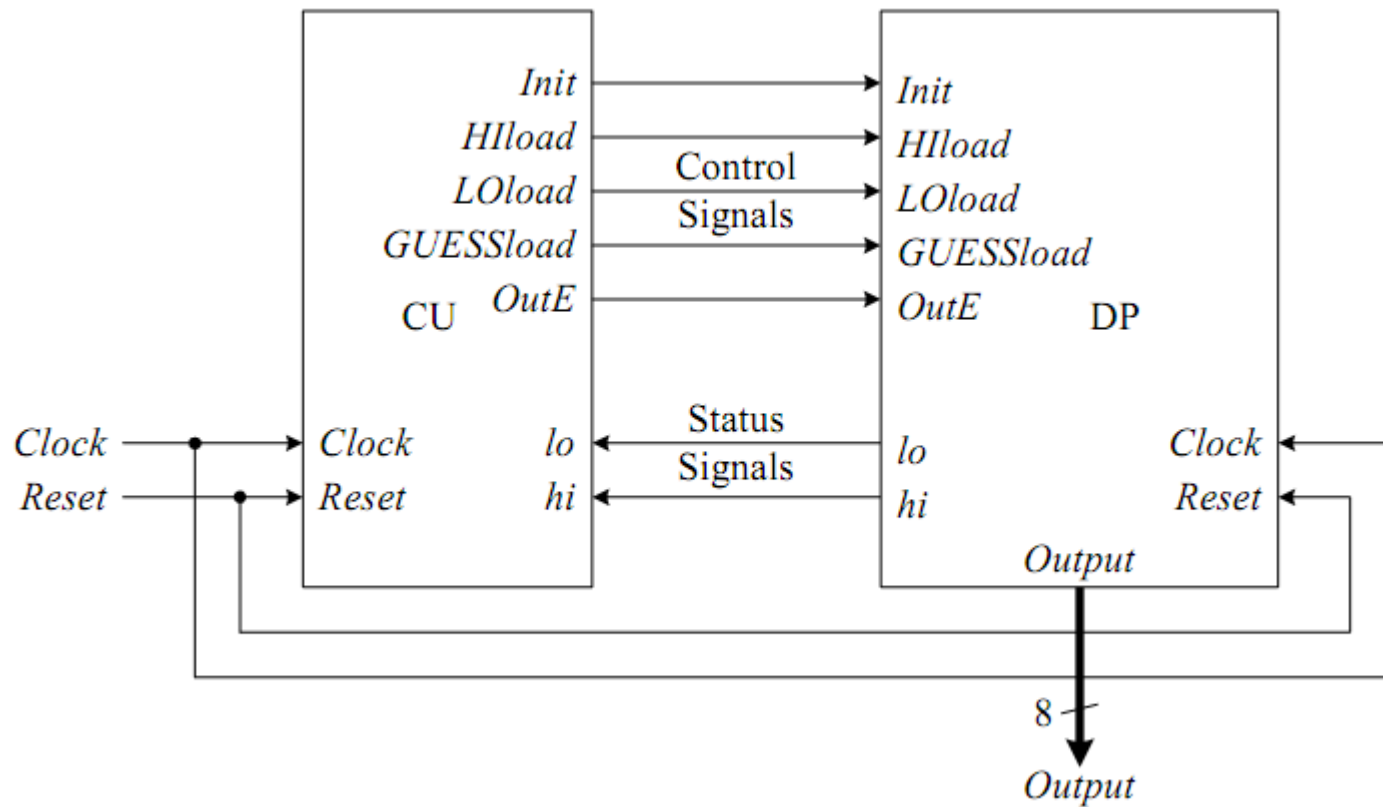 Init
HIload
LOload
GUESSload
OutE
CU
Control
Signals
Init
HIload
LOload
GUESSload
OutE
DP
Clock
Reset
Clock
Reset
lo
hi
Status
Signals
lo
hi
Clock
Reset
Output
8
Output